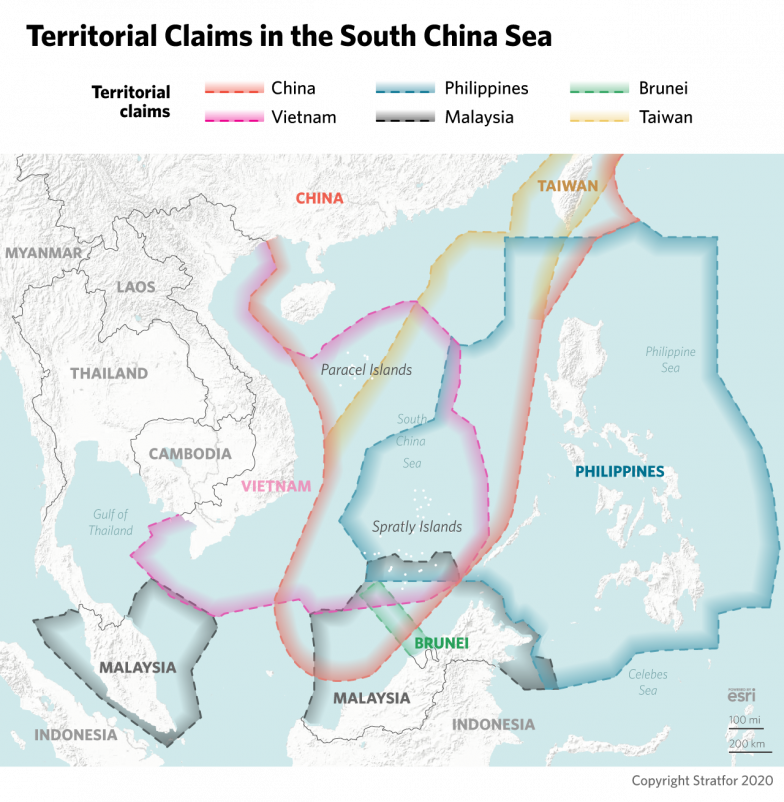 Territorial Claims in the South China Sea
Territorial claims
China
Philippines
Brunei
Vietnam
Malaysia
Taiwan
TAIWAN
CHINA
MYANMAR
LAOS
THAILAND
Paracel Islands
Philippine
Sea
South
China
Sea
CAMBODIA
VIETNAM
PHILIPPINES
Gulf of
Thailand
Spratly Islands
BRUNEI
MALAYSIA
MALAYSIA
Celebes
Sea
INDONESIA
INDONESIA
POWERED BY
esri
100 mi
200 km
Copyright Stratfor 2020